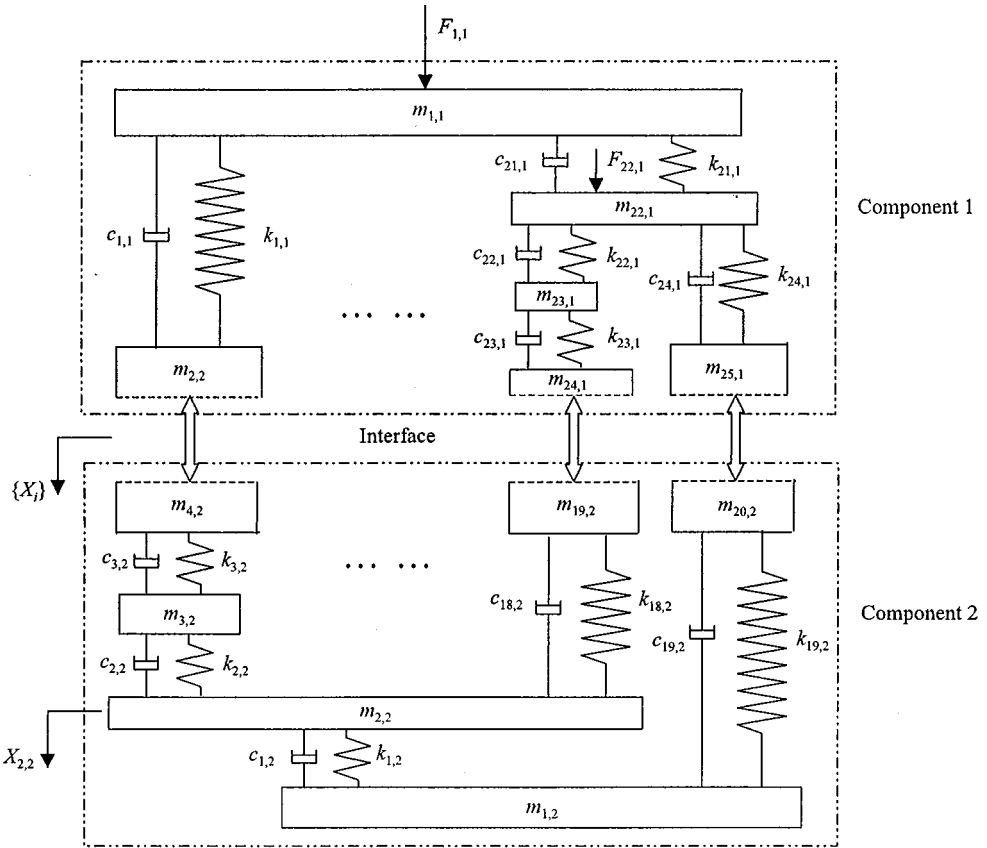 F1,1
m1,1
c21,1
F22,1
k21,1
m22,1
Component 1
c1,1
k1,1
c22,1
k22,1
c24,1
k24,1
m23,1
... ...
c23,1
k23,1
m2,2
m24,1
m25,1
Interface
{Xi}
m4,2
m19,2
m20,2
c3,2
k3,2
... ...
c18,2
k18,2
Component 2
m3,2
c19,2
k19,2
c2,2
k2,2
m2,2
X2,2
c1,2
k1,2
m1,2